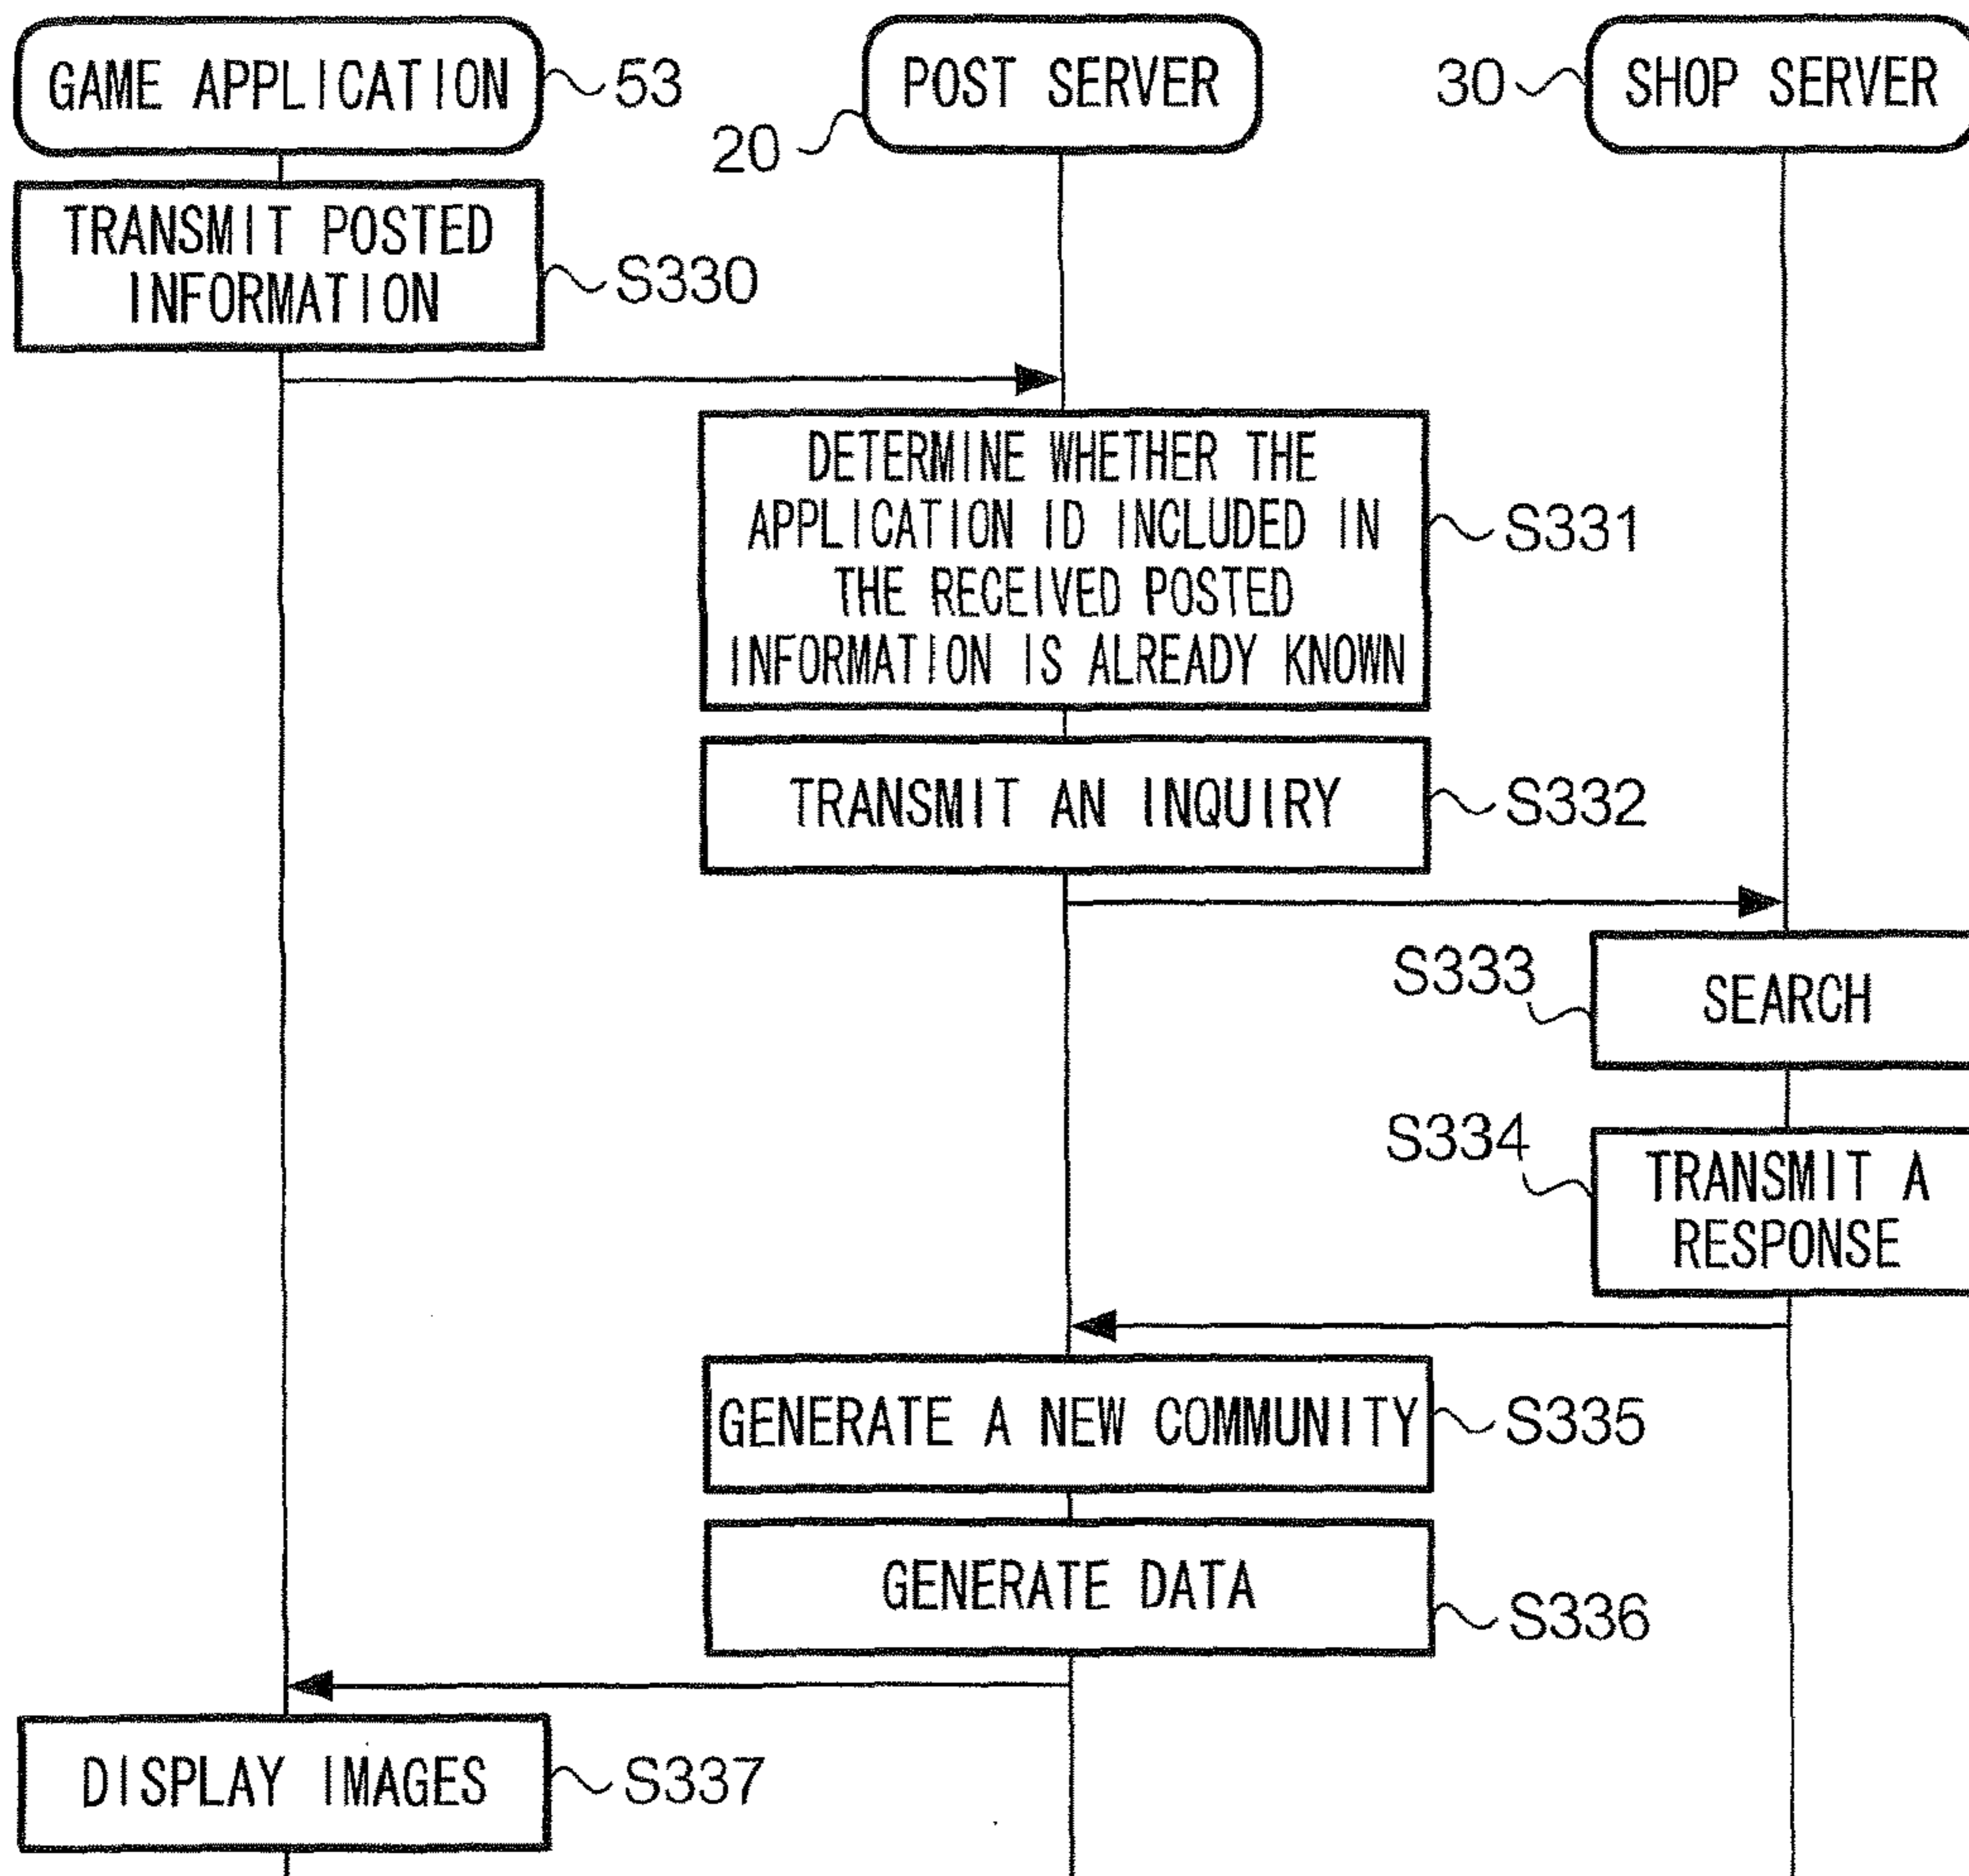 GAME APPLICATION
53
POST SERVER
20
30
SHOP SERVER
TRANSMIT POSTED
INFORMATION
S330
DETERMINE WHETHER THE
APPLICATION ID INCLUDED IN
THE RECEIVED POSTED
INFORMATION IS ALREADY KNOWN
S331
TRANSMIT AN INQUIRY
S332
S333
SEARCH
S334
TRANSMIT A
RESPONSE
GENERATE A NEW COMMUNITY
S335
GENERATE DATA
S336
DISPLAY IMAGES
S337